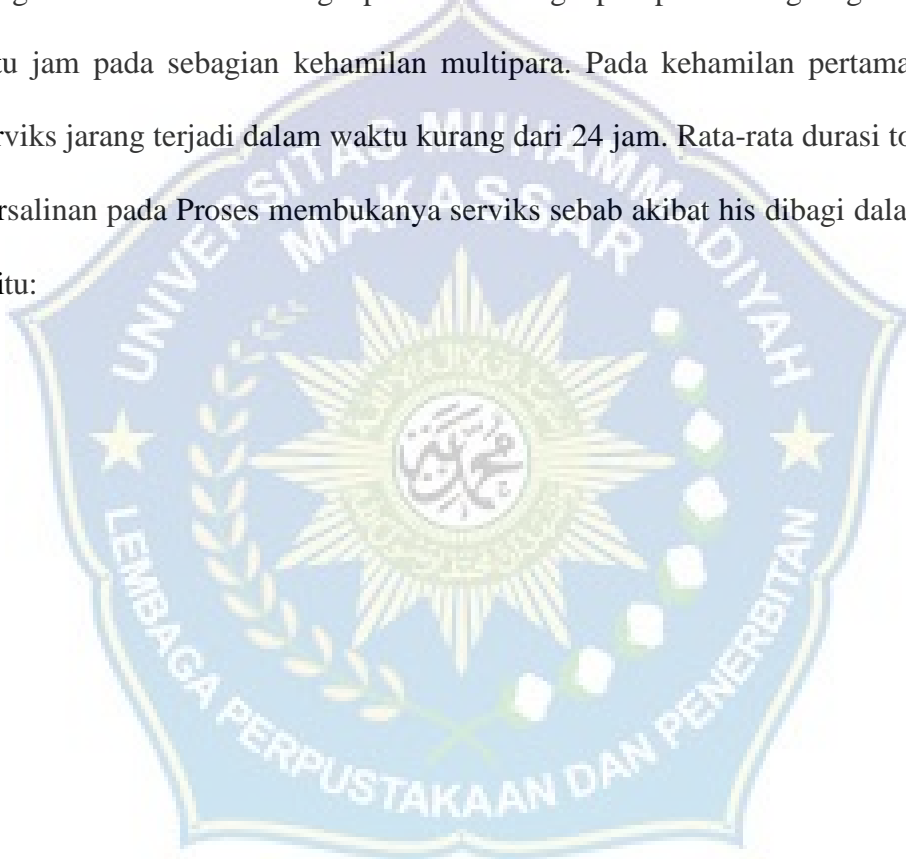 tu jam pada sebagian kehamilan multipara. Pada kehamilan pertama
rviks jarang terjadi dalam waktu kurang dari 24 jam. Rata-rata durasi to
rsalinan pada Proses membukanya serviks sebab akibat his dibagi dala
itu:
UNIVERSITAS MUHAMMADIYAH
MAKASSAR
LEMBAGA PERPUSTAKAAN DAN PENERBITAN